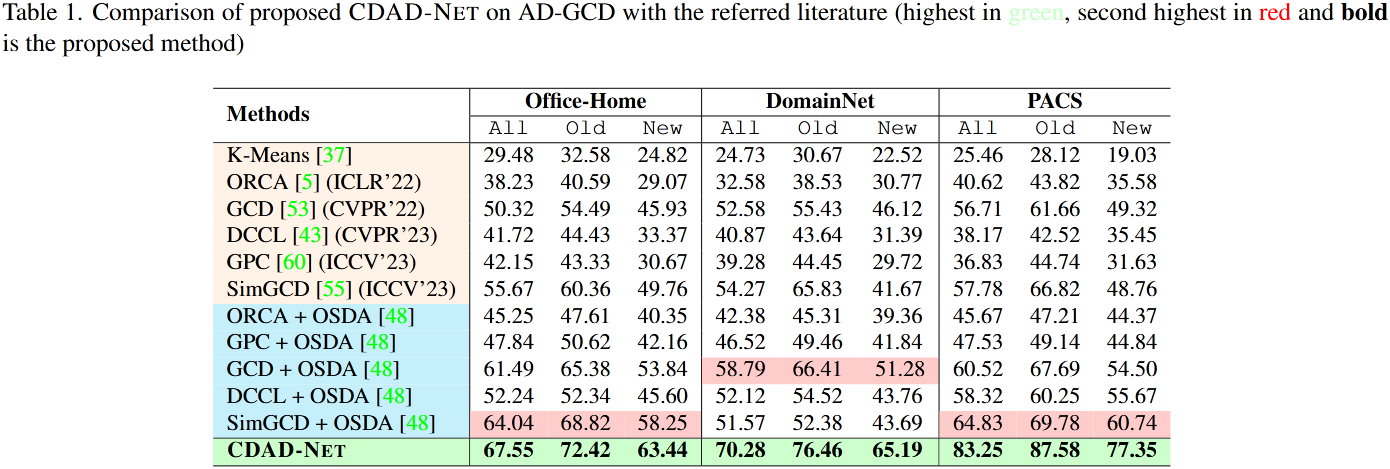 Table 1. Comparison of proposed CDAD-NET on AD-GCD with the referred literature (highest in green, second highest in red and bold
is the proposed method)
Methods Office-Home DomainNet PACS
All Old New All Old New All Old New
K-Means [37] 29.48 32.58 24.82 24.73 30.67 22.52 25.46 28.12 19.03
ORCA [5] (ICLR'22) 38.23 40.59 29.07 32.58 38.53 30.77 40.62 43.82 35.58
GCD [53] (CVPR'22) 50.32 54.49 45.93 52.58 55.43 46.12 56.71 61.66 49.32
DCCL [43] (CVPR'23) 41.72 44.43 33.37 40.87 43.64 31.39 38.17 42.52 35.45
GPC [60] (ICCV'23) 42.15 43.33 30.67 39.28 44.45 29.72 36.83 44.74 31.63
SimGCD [55] (ICCV'23) 55.67 60.36 49.76 54.27 65.83 41.67 57.78 66.82 48.76
ORCA + OSDA [48] 45.25 47.61 40.35 42.38 45.31 39.36 45.67 47.21 44.37
GPC + OSDA [48] 47.84 50.62 42.16 46.52 49.46 41.84 47.53 49.14 44.84
GCD + OSDA [48] 61.49 65.38 53.84 58.79 66.41 51.28 60.52 67.69 54.50
DCCL + OSDA [48] 52.24 52.34 45.60 52.12 54.52 43.76 58.32 60.25 55.67
SimGCD + OSDA [48] 64.04 68.82 58.25 51.57 52.38 43.69 64.83 69.78 60.74
CDAD-NET 67.55 72.42 63.44 70.28 76.46 65.19 83.25 87.58 77.35